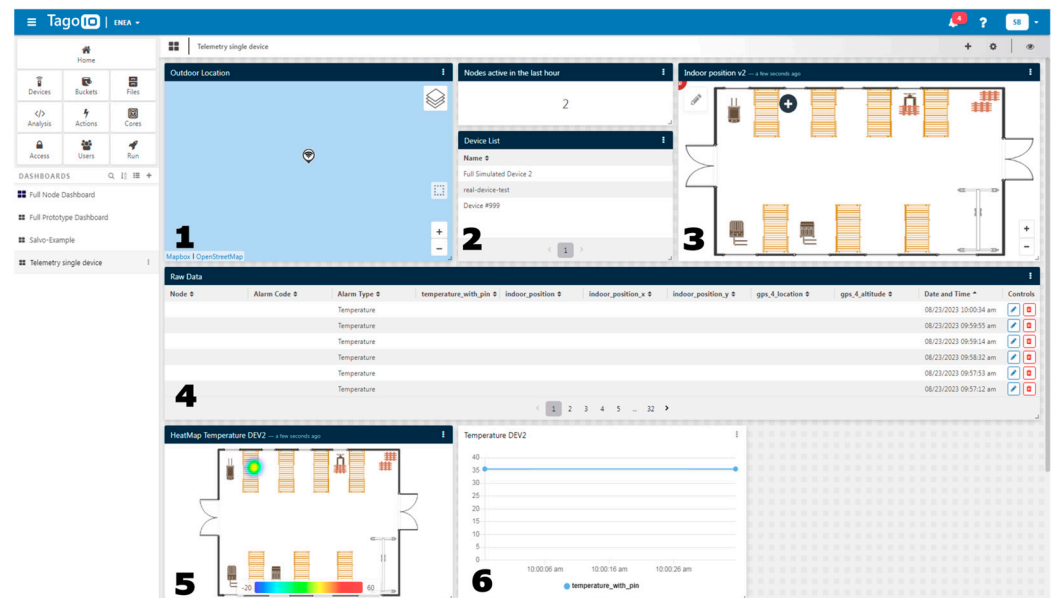 TagoIO ENEA
4
?
SB
Home
Devices Buckets Files
Analysis Actions Cores
Access Users Run
DASHBOARDS
Full Node Dashboard
Full Prototype Dashboard
Salvo-Example
Telemetry single device
Telemetry single device
Outdoor Location
+
-
1
Mapbox | OpenStreetMap
Nodes active in the last hour
2
Device List
Name
Full Simulated Device 2
real-device-test
Device #999
2
1
Indoor position v2 — a few seconds ago
+
-
3
Raw Data
Node Alarm Code Alarm Type temperature_with_pin indoor_position indoor_position_x indoor_position_y gps_4_location gps_4_altitude Date and Time Controls
Temperature 08/23/2023 10:00:34 am
Temperature 08/23/2023 09:59:55 am
Temperature 08/23/2023 09:59:14 am
Temperature 08/23/2023 09:58:32 am
Temperature 08/23/2023 09:57:53 am
Temperature 08/23/2023 09:57:12 am
4
1 2 3 4 5 ... 32
HeatMap Temperature DEV2 — a few seconds ago
-20 60
5
Temperature DEV2
40
35
30
25
20
15
10
5
0
10:00:06 am 10:00:16 am 10:00:26 am
temperature_with_pin
6